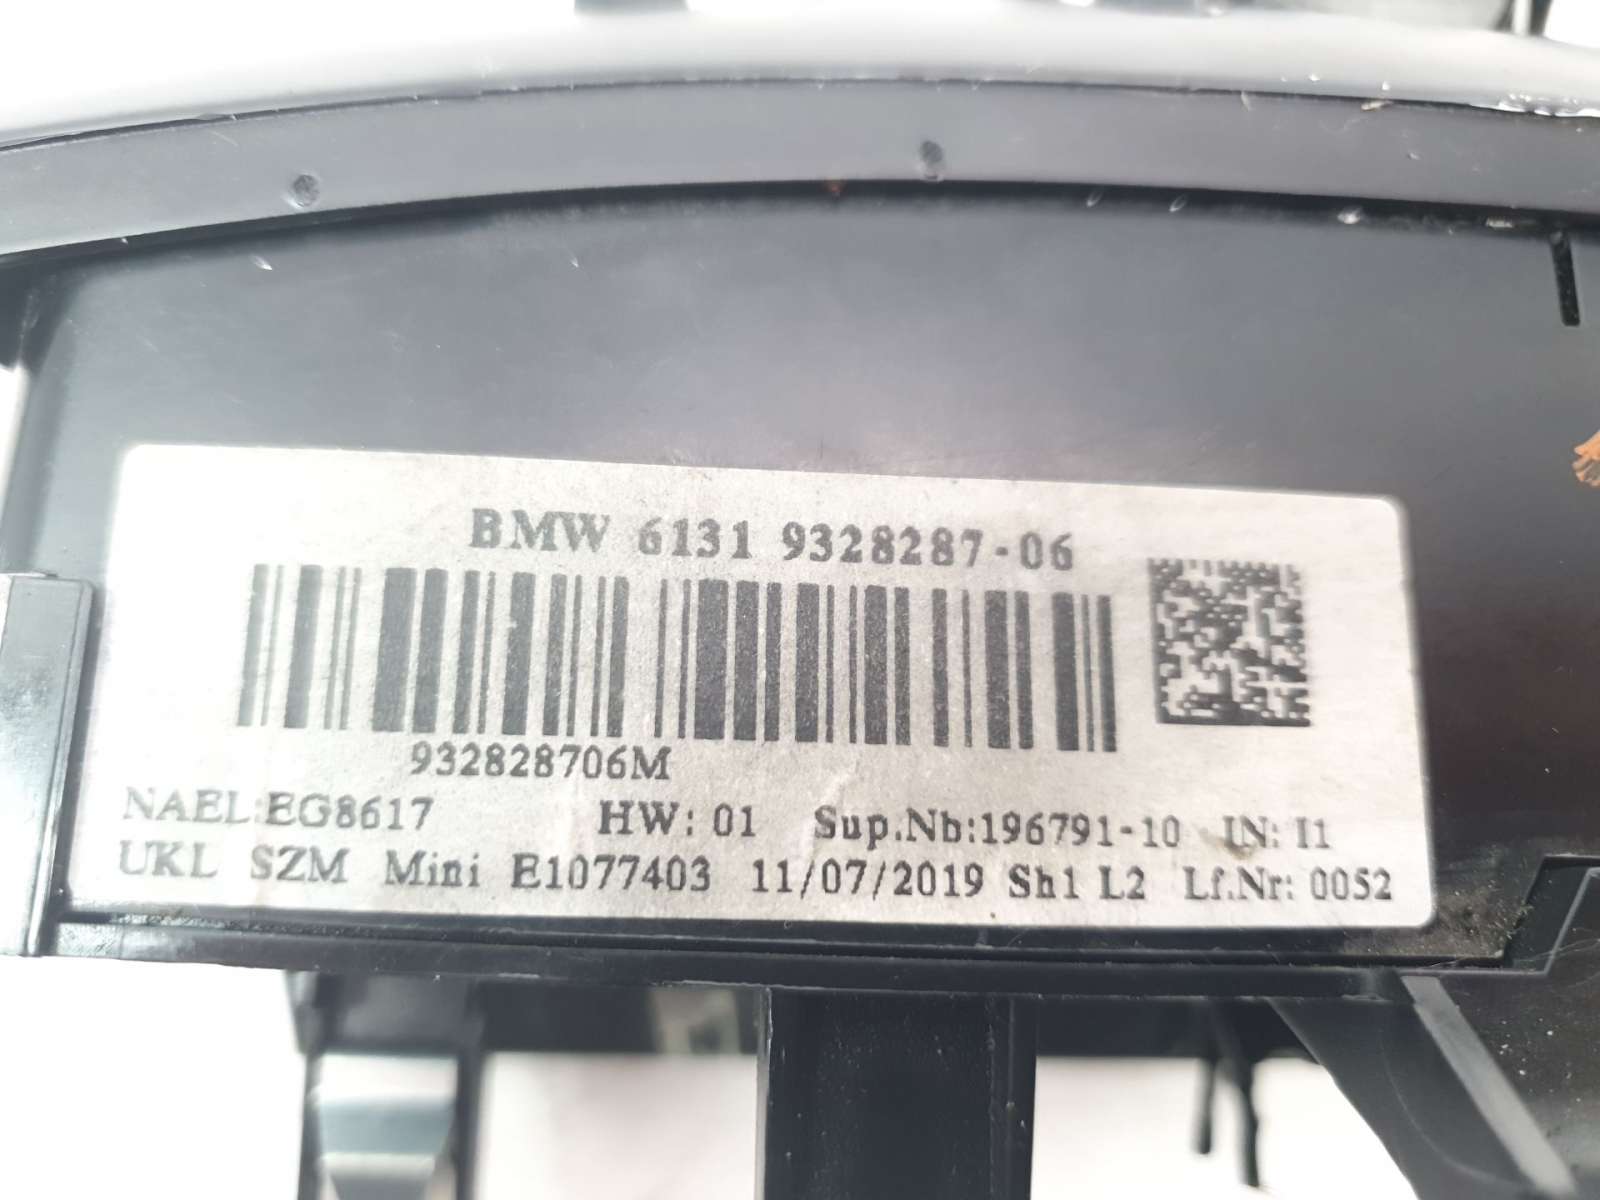 BMW 6131 9328287-06
932828706M
NAEL:EG8617 HW: 01 Sup.Nb:196791-10 IN: I1
UKL SZM Mini E1077403 11/07/2019 Sh1 L2 Lf.Nr: 0052